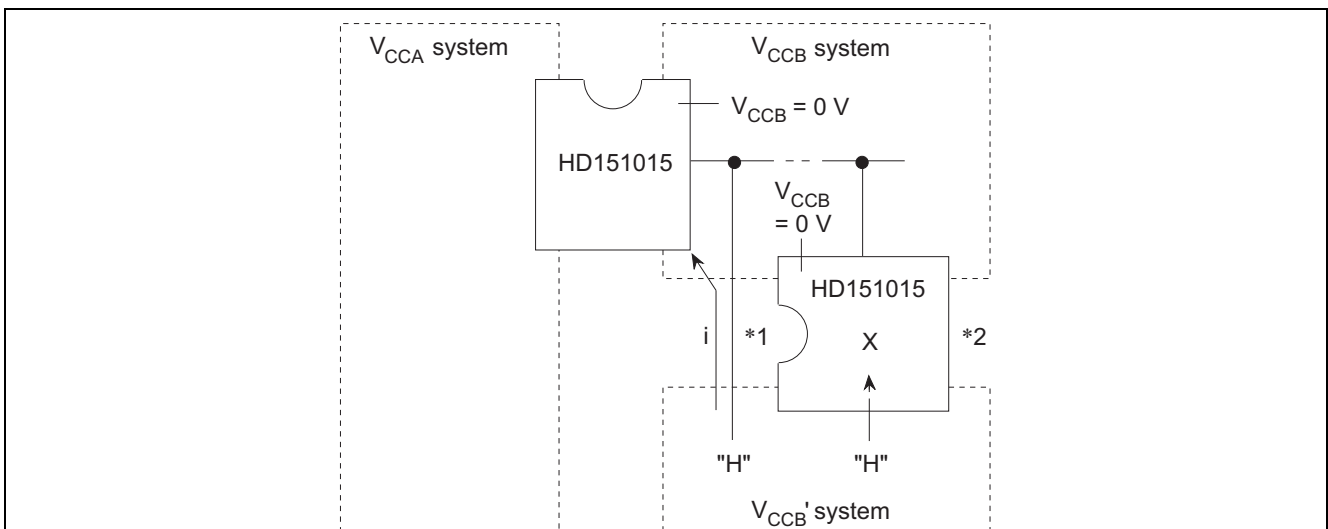 VCCA system
VCCB system
VCCB = 0 V
HD151015
VCCB
= 0 V
HD151015
i
*1
X
*2
"H"
"H"
VCCB' system